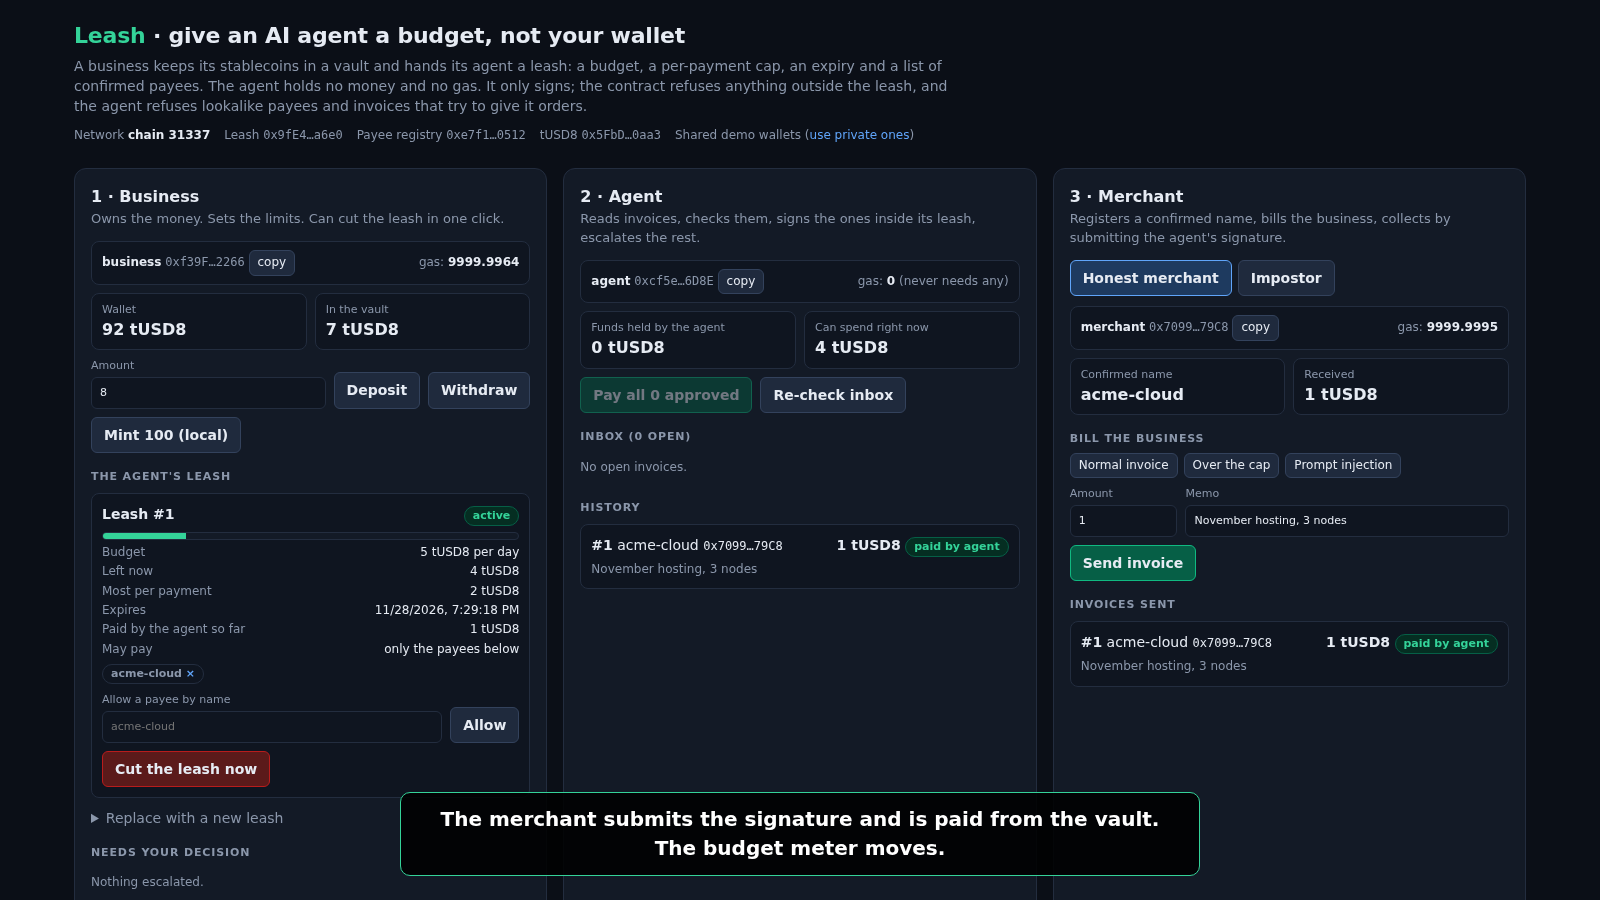 Leash · give an AI agent a budget, not your wallet
A business keeps its stablecoins in a vault and hands its agent a leash: a budget, a per-payment cap, an expiry and a list of
confirmed payees. The agent holds no money and no gas. It only signs; the contract refuses anything outside the leash, and
the agent refuses lookalike payees and invoices that try to give it orders.
Network chain 31337 Leash 0x9fE4…a6e0 Payee registry 0xe7f1…0512 tUSD8 0x5FbD…0aa3 Shared demo wallets (use private ones)
1 · Business
Owns the money. Sets the limits. Can cut the leash in one click.
business 0xf39F…2266 copy gas: 9999.9964
Wallet
92 tUSD8
In the vault
7 tUSD8
Amount
8
Deposit
Withdraw
Mint 100 (local)
THE AGENT'S LEASH
Leash #1 active
Budget 5 tUSD8 per day
Left now 4 tUSD8
Most per payment 2 tUSD8
Expires 11/28/2026, 7:29:18 PM
Paid by the agent so far 1 tUSD8
May pay only the payees below
acme-cloud ×
Allow a payee by name
acme-cloud
Allow
Cut the leash now
▶ Replace with a new leash
NEEDS YOUR DECISION
Nothing escalated.
2 · Agent
Reads invoices, checks them, signs the ones inside its leash,
escalates the rest.
agent 0xcf5e…6D8E copy gas: 0 (never needs any)
Funds held by the agent
0 tUSD8
Can spend right now
4 tUSD8
Pay all 0 approved
Re-check inbox
INBOX (0 OPEN)
No open invoices.
HISTORY
#1 acme-cloud 0x7099…79C8 1 tUSD8 paid by agent
November hosting, 3 nodes
3 · Merchant
Registers a confirmed name, bills the business, collects by
submitting the agent's signature.
Honest merchant
Impostor
merchant 0x7099…79C8 copy gas: 9999.9995
Confirmed name
acme-cloud
Received
1 tUSD8
BILL THE BUSINESS
Normal invoice
Over the cap
Prompt injection
Amount
1
Memo
November hosting, 3 nodes
Send invoice
INVOICES SENT
#1 acme-cloud 0x7099…79C8 1 tUSD8 paid by agent
November hosting, 3 nodes
The merchant submits the signature and is paid from the vault.
The budget meter moves.